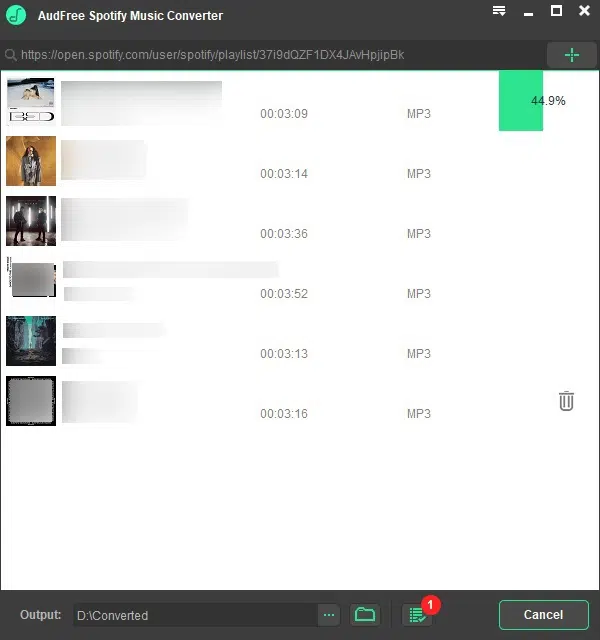 AudFree Spotify Music Converter
https://open.spotify.com/user/spotify/playlist/37i9dQZF1DX4JAvHpjipBk
00:03:09 MP3 44.9%
00:03:14 MP3
00:03:36 MP3
00:03:52 MP3
00:03:13 MP3
00:03:16 MP3
Output: D:\Converted ... 1 Cancel